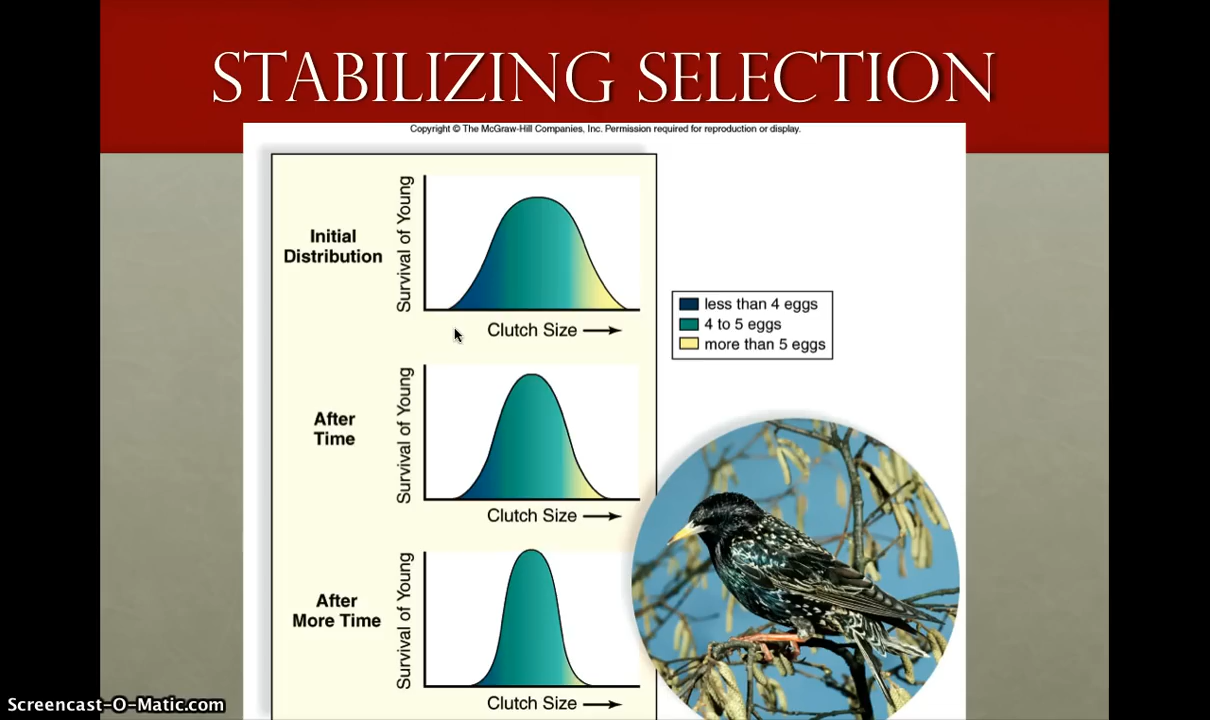 STABILIZING SELECTION
Copyright © The McGraw-Hill Companies, Inc. Permission required for reproduction or display.
Initial
Distribution
Survival of Young
Clutch Size
less than 4 eggs
4 to 5 eggs
more than 5 eggs
After
Time
Survival of Young
Clutch Size
After
More Time
Survival of Young
Clutch Size
Screencast-O-Matic.com